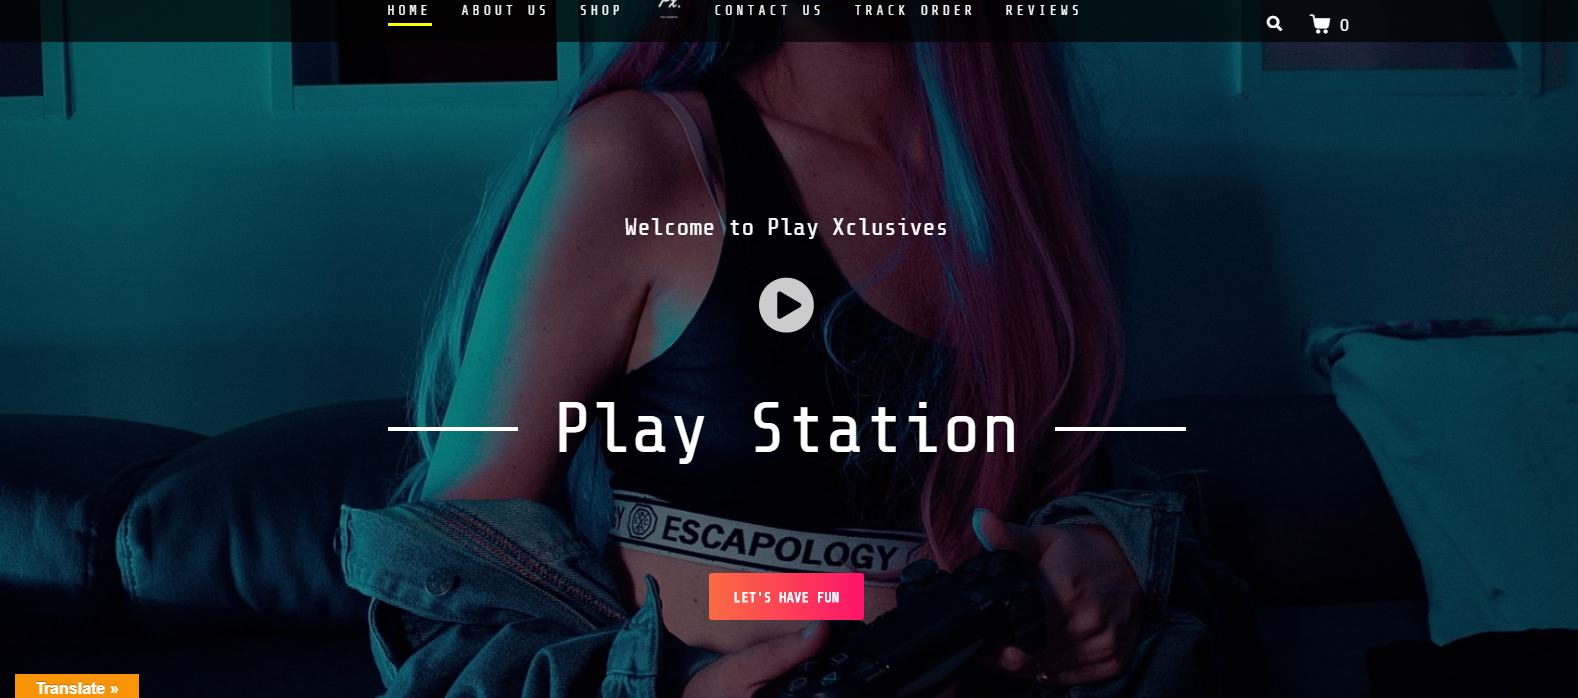 HOME ABOUT US SHOP Px. CONTACT US TRACK ORDER REVIEWS
0
Welcome to Play Xclusives
Play Station
GY ESCAPOLOGY
LET'S HAVE FUN
Translate »